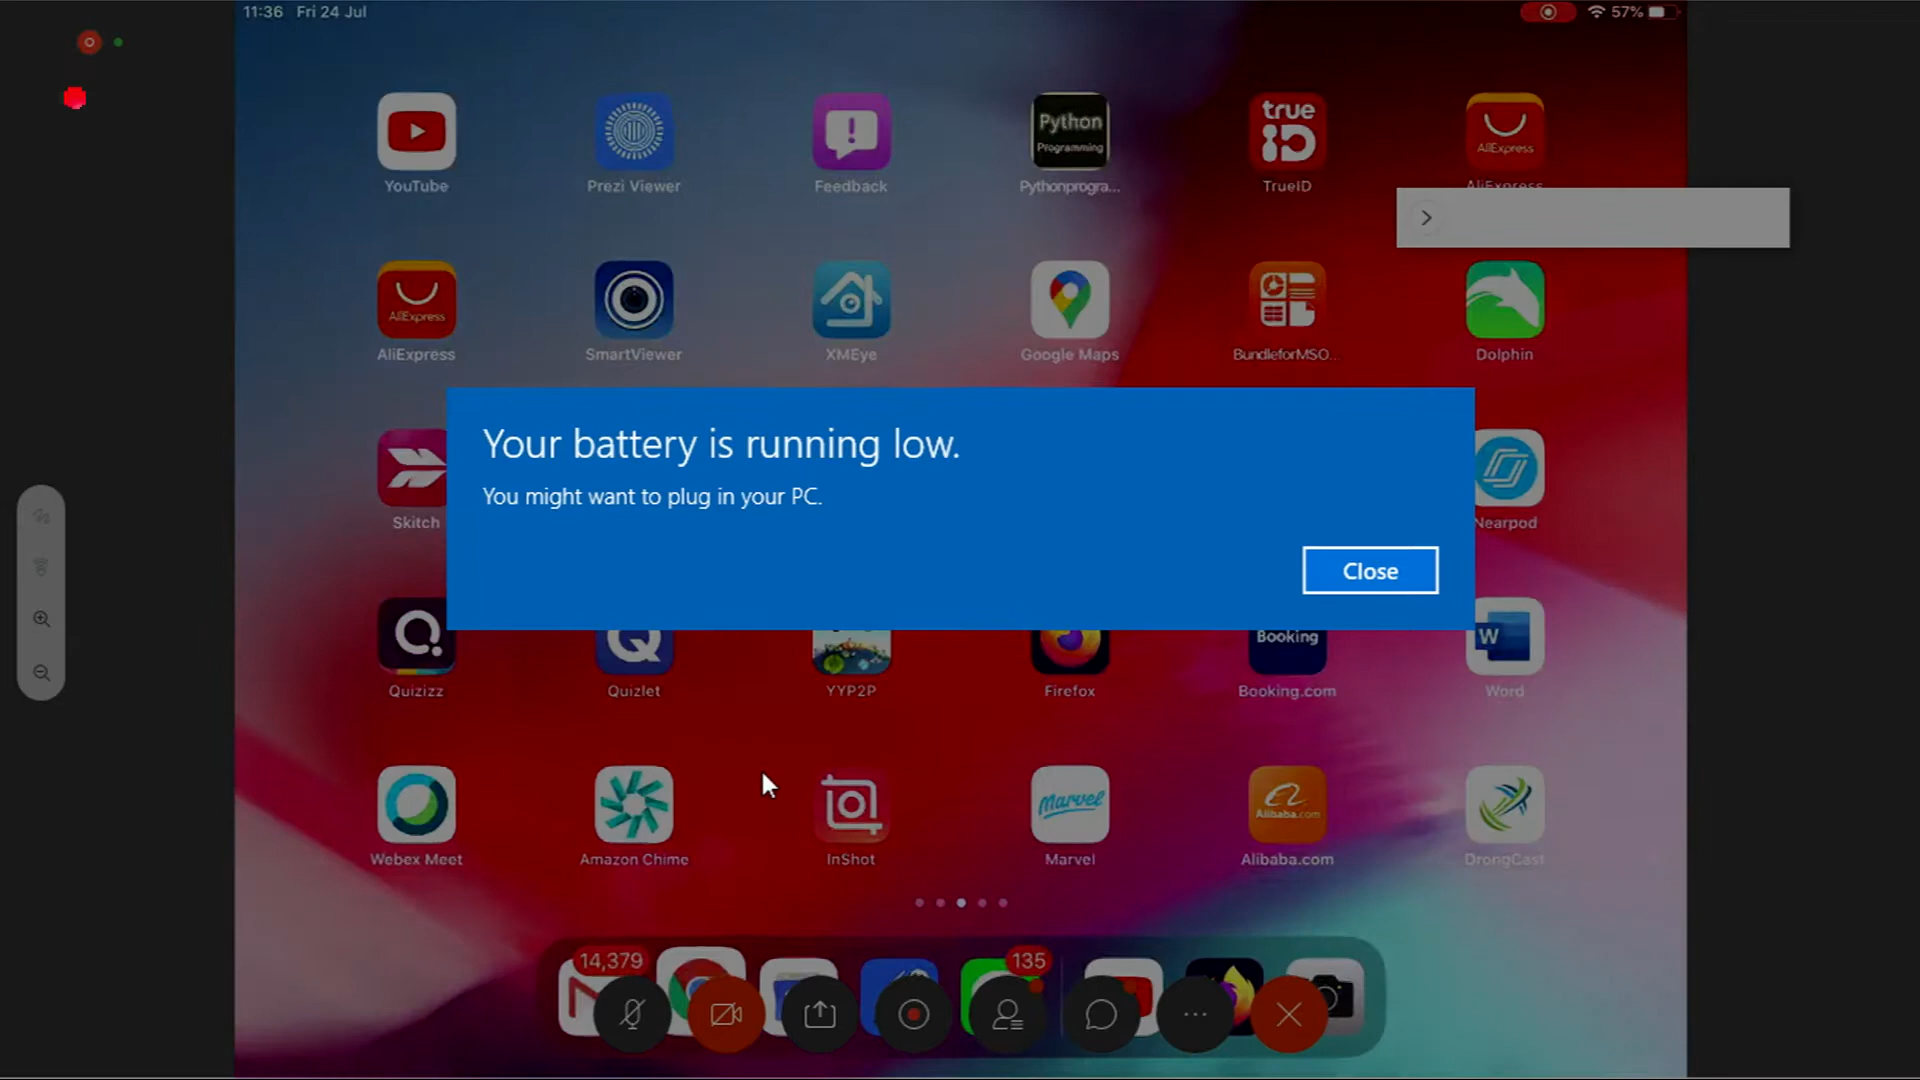 11:36 Fri 24 Jul
57%
Python
Programming
true
iD
AliExpress
YouTube
Prezi Viewer
Feedback
Pythonprogra...
TrueID
AliExpress
AliExpress
AliExpress
SmartViewer
XMEye
Google Maps
BundleforMSO...
Dolphin
Your battery is running low.
You might want to plug in your PC.
Close
Skitch
Nearpod
Q
Booking
W
Quizizz
Quizlet
YYP2P
Firefox
Booking.com
Word
Marvel
Alibaba.com
Webex Meet
Amazon Chime
InShot
Marvel
Alibaba.com
DrongCast
14,379
135